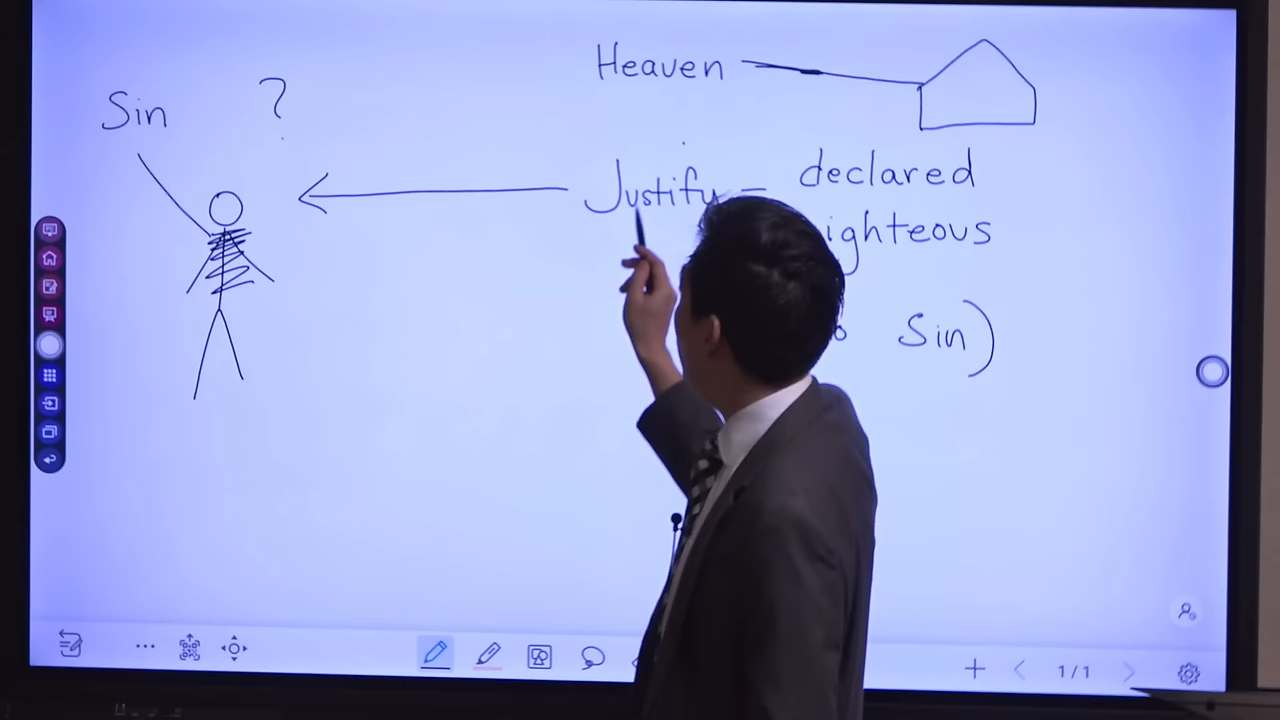 Heaven
Sin ?
Justify - declared
ighteous
Sin)
1/1